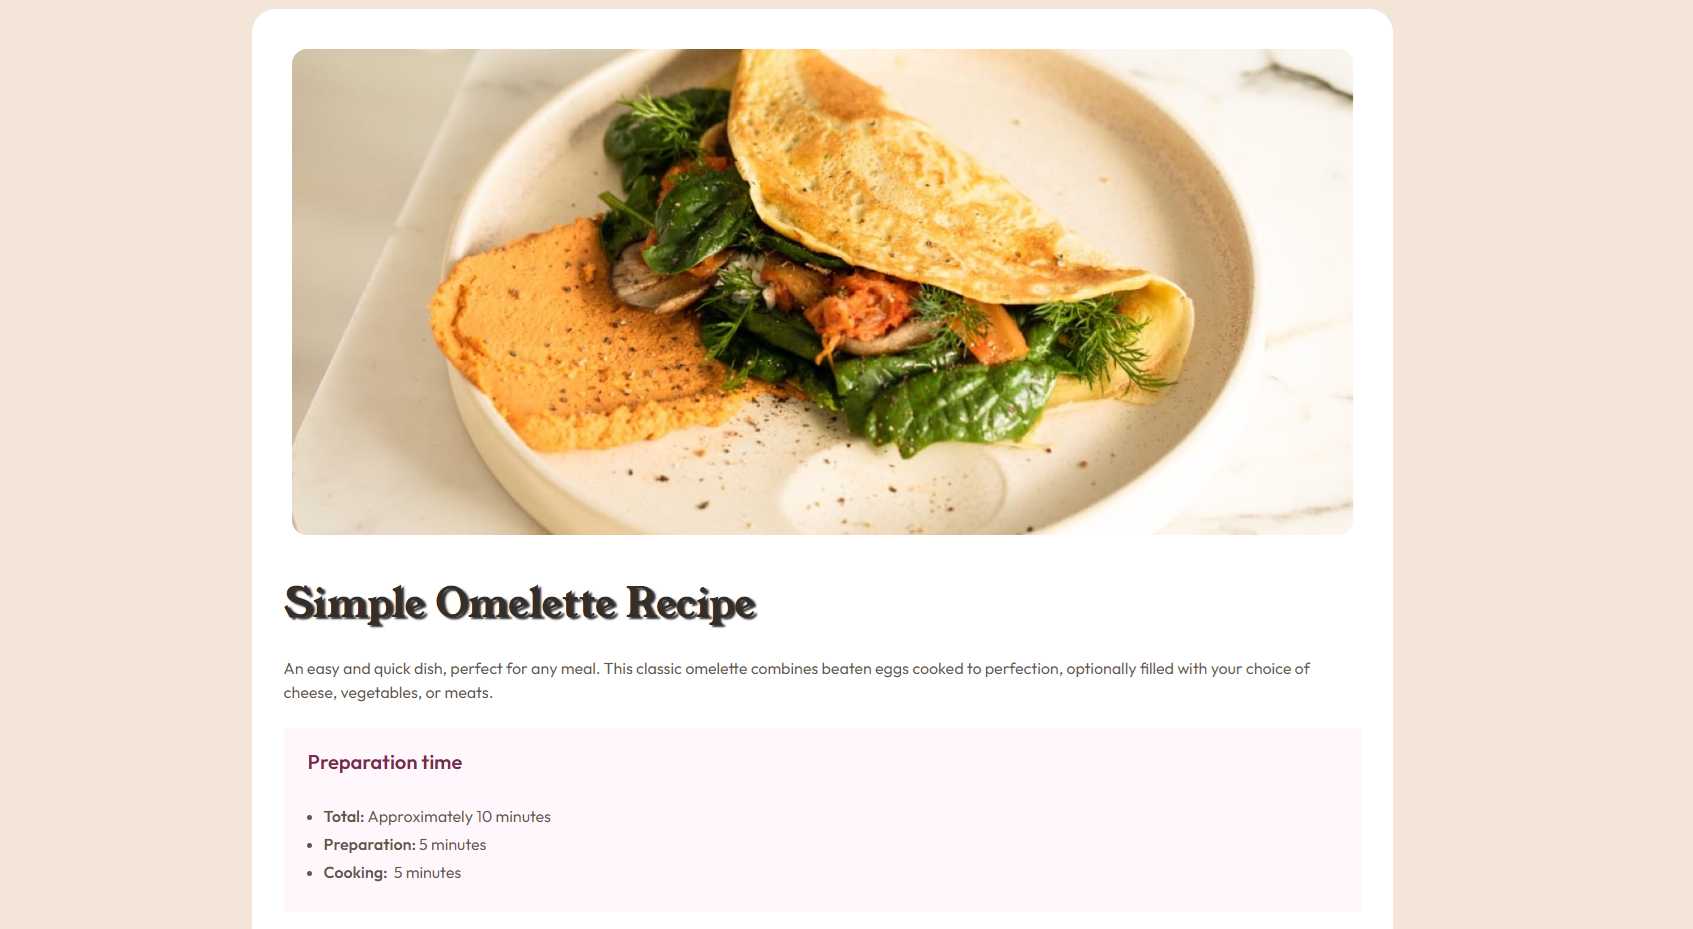 Simple Omelette Recipe
An easy and quick dish, perfect for any meal. This classic omelette combines beaten eggs cooked to perfection, optionally filled with your choice of
cheese, vegetables, or meats.
Preparation time
Total: Approximately 10 minutes
Preparation: 5 minutes
Cooking: 5 minutes